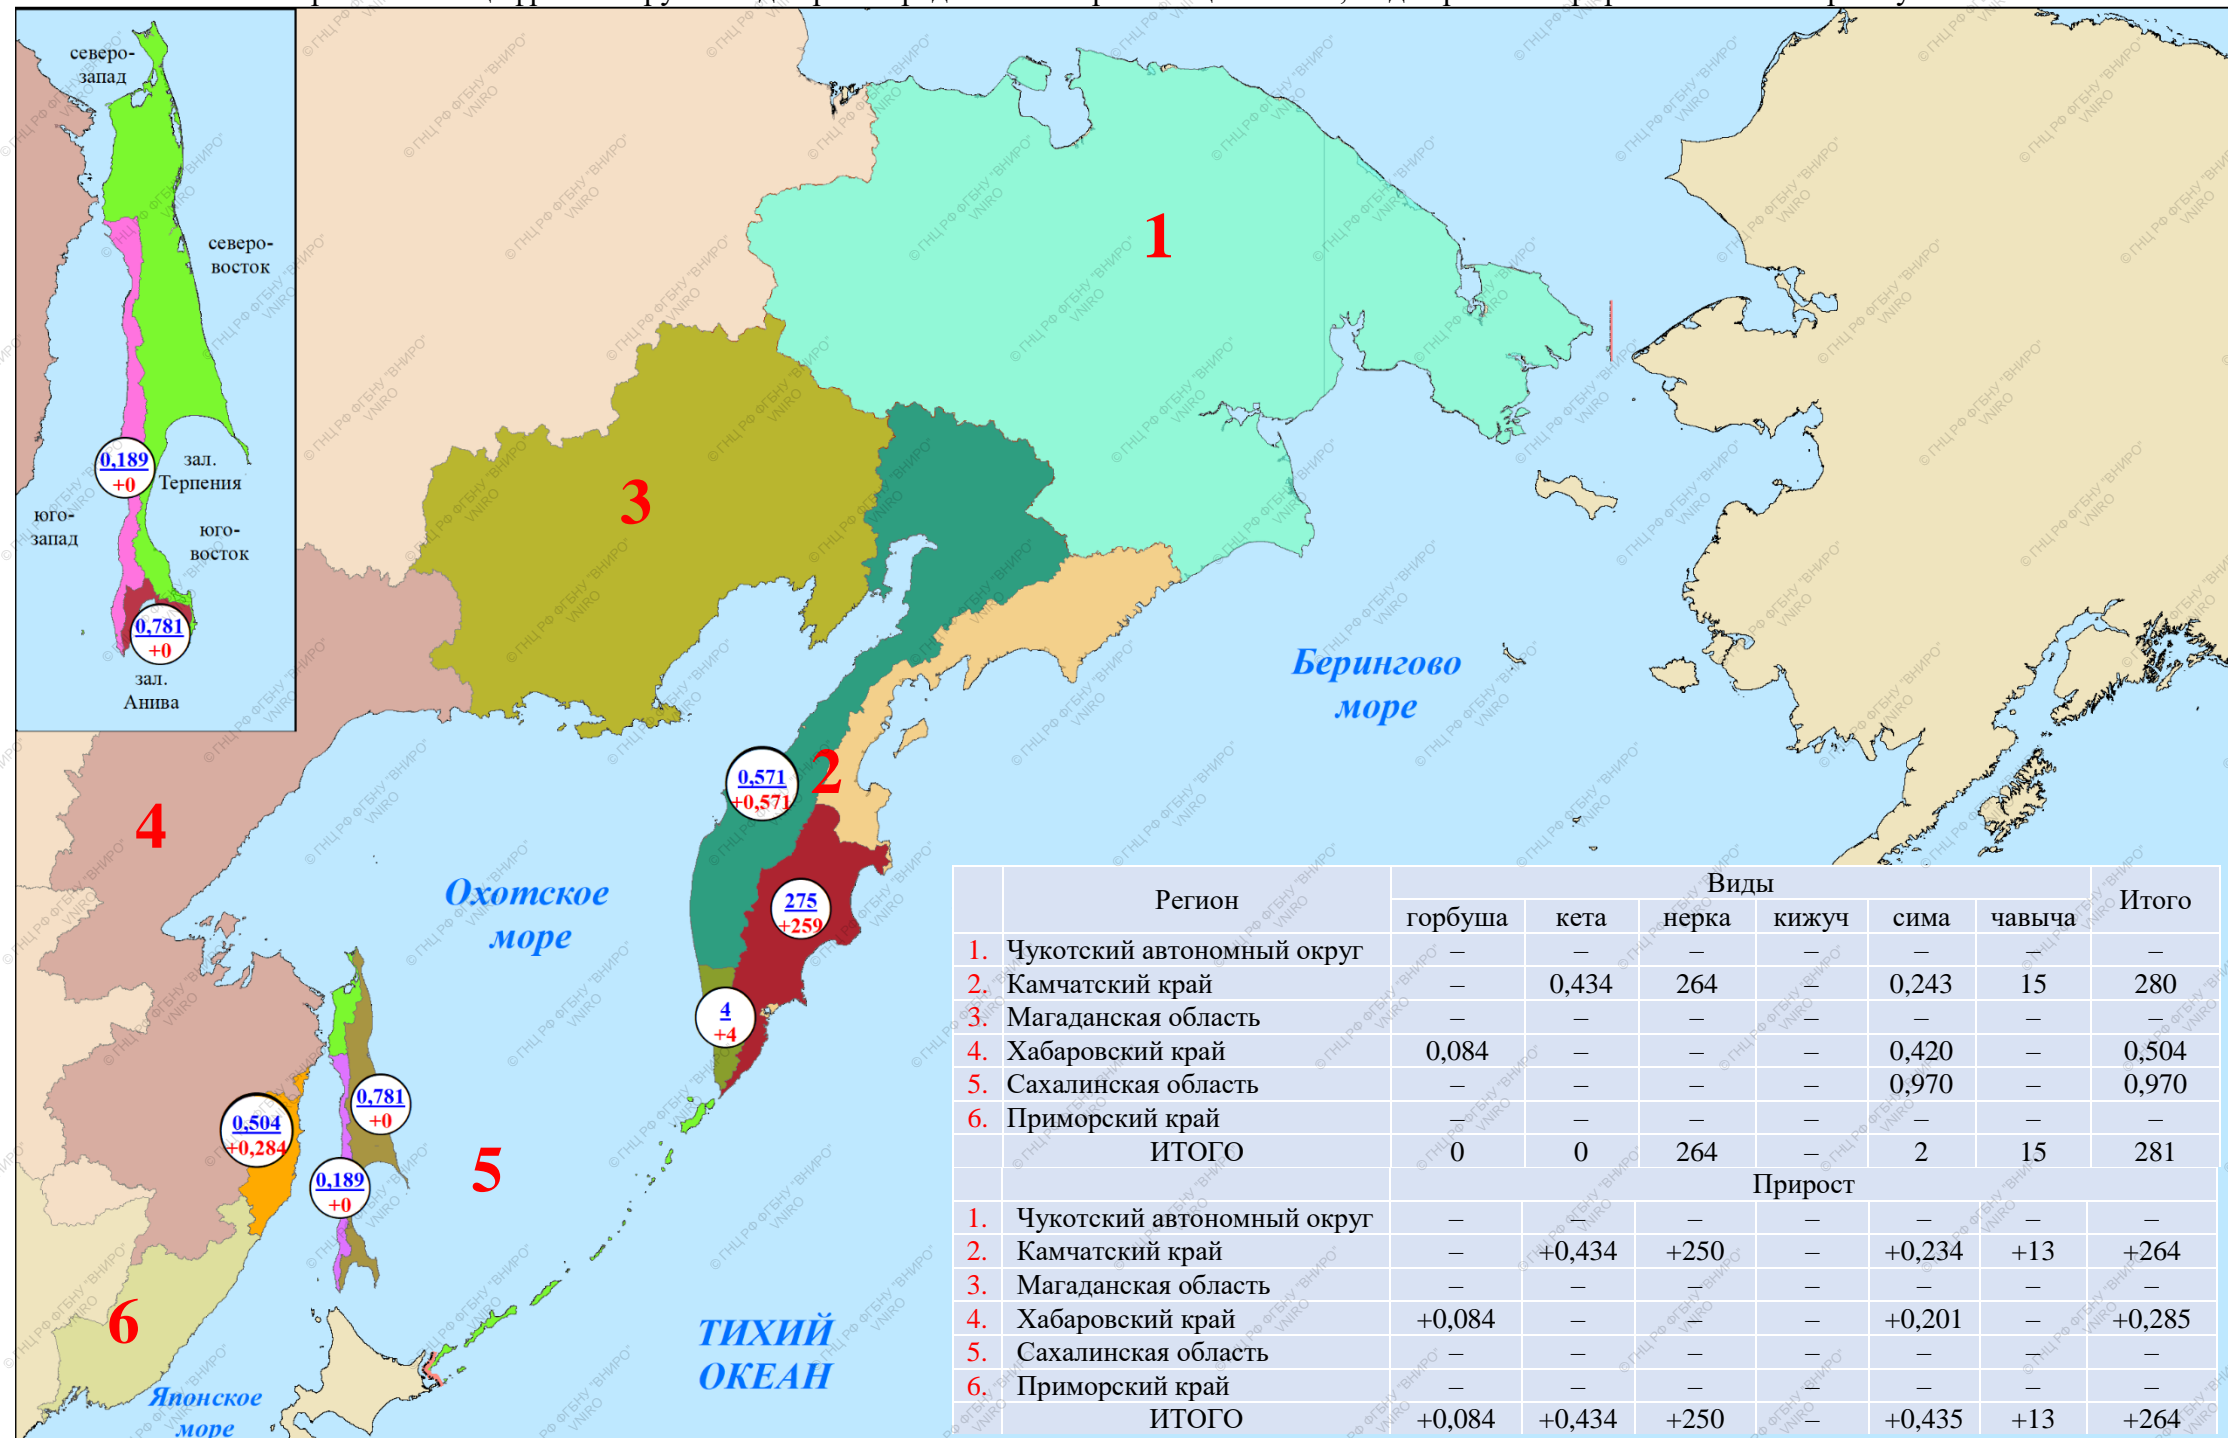 северо-
запад
северо-
восток
0,189
+0
зал.
Терпения
юго-
запад
юго-
восток
0,781
+0
зал.
Анива
1
3
2
4
5
6
Берингово
море
Охотское
море
ТИХИЙ
ОКЕАН
Японское
море
0,571
+0,571
275
+259
4
+4
0,781
+0
0,504
+0,284
0,189
+0
Регион Виды Итого
горбуша кета нерка кижуч сима чавыча
1. Чукотский автономный округ – – – – – – –
2. Камчатский край – 0,434 264 – 0,243 15 280
3. Магаданская область – – – – – – –
4. Хабаровский край 0,084 – – – 0,420 – 0,504
5. Сахалинская область – – – – 0,970 – 0,970
6. Приморский край – – – – – – –
ИТОГО 0 0 264 – 2 15 281
Прирост
1. Чукотский автономный округ – – – – – – –
2. Камчатский край – +0,434 +250 – +0,234 +13 +264
3. Магаданская область – – – – – – –
4. Хабаровский край +0,084 – – – +0,201 – +0,285
5. Сахалинская область – – – – – – –
6. Приморский край – – – – – – –
ИТОГО +0,084 +0,434 +250 – +0,435 +13 +264
© ГНЦ РФ ФГБНУ "ВНИРО"
VNIRO